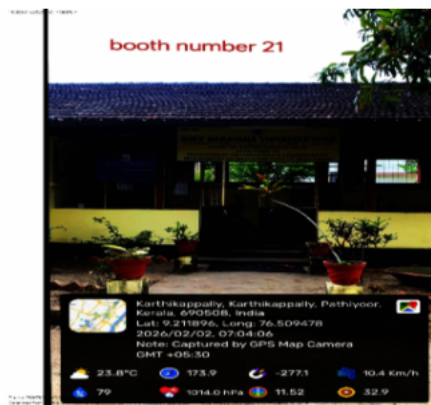 booth number 21
SREE NARAYANA
Karthikappally, Karthikappally, Pathiyoor,
Kerala, 690508, India
Lat: 9.211896, Long: 76.509478
2026/02/02, 07:04:06
Note: Captured by GPS Map Camera
GMT +05:30
23.8°C 173.9 -277.1 10.4 Km/h
79 1014.0 hPa 11.52 32.9